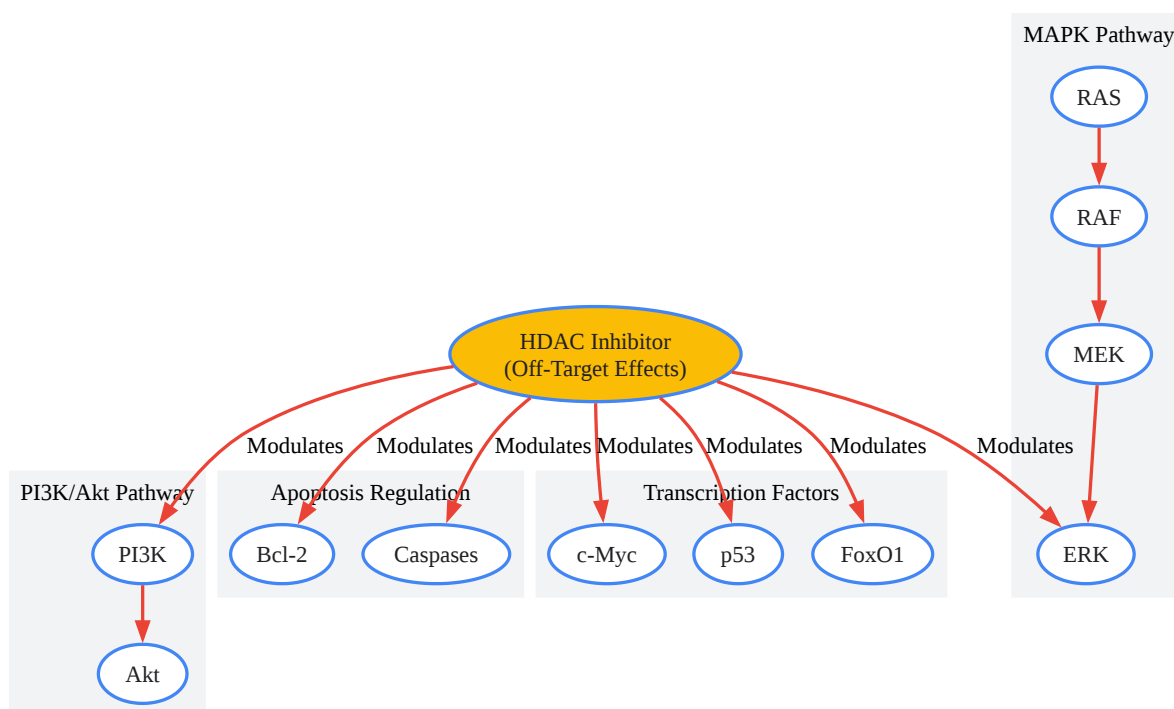 MAPK Pathway
RAS
RAF
HDAC Inhibitor
(Off-Target Effects)
MEK
Modulates
Modulates
Modulates
Modulates
Modulates
Modulates
Modulates
PI3K/Akt Pathway
Apoptosis Regulation
Transcription Factors
PI3K
Bcl-2
Caspases
c-Myc
p53
FoxO1
ERK
Akt